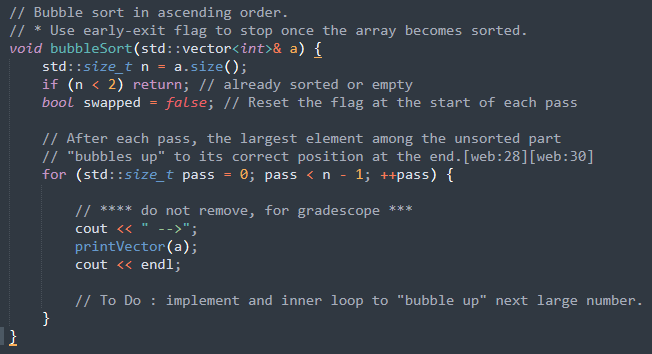 // Bubble sort in ascending order.
// * Use early-exit flag to stop once the array becomes sorted.
void bubbleSort(std::vector<int>& a) {
    std::size_t n = a.size();
    if (n < 2) return; // already sorted or empty
    bool swapped = false; // Reset the flag at the start of each pass

    // After each pass, the largest element among the unsorted part
    // "bubbles up" to its correct position at the end.[web:28][web:30]
    for (std::size_t pass = 0; pass < n - 1; ++pass) {

        // **** do not remove, for gradescope ***
        cout << " -->";
        printVector(a);
        cout << endl;

        // To Do : implement and inner loop to "bubble up" next large number.
    }
}